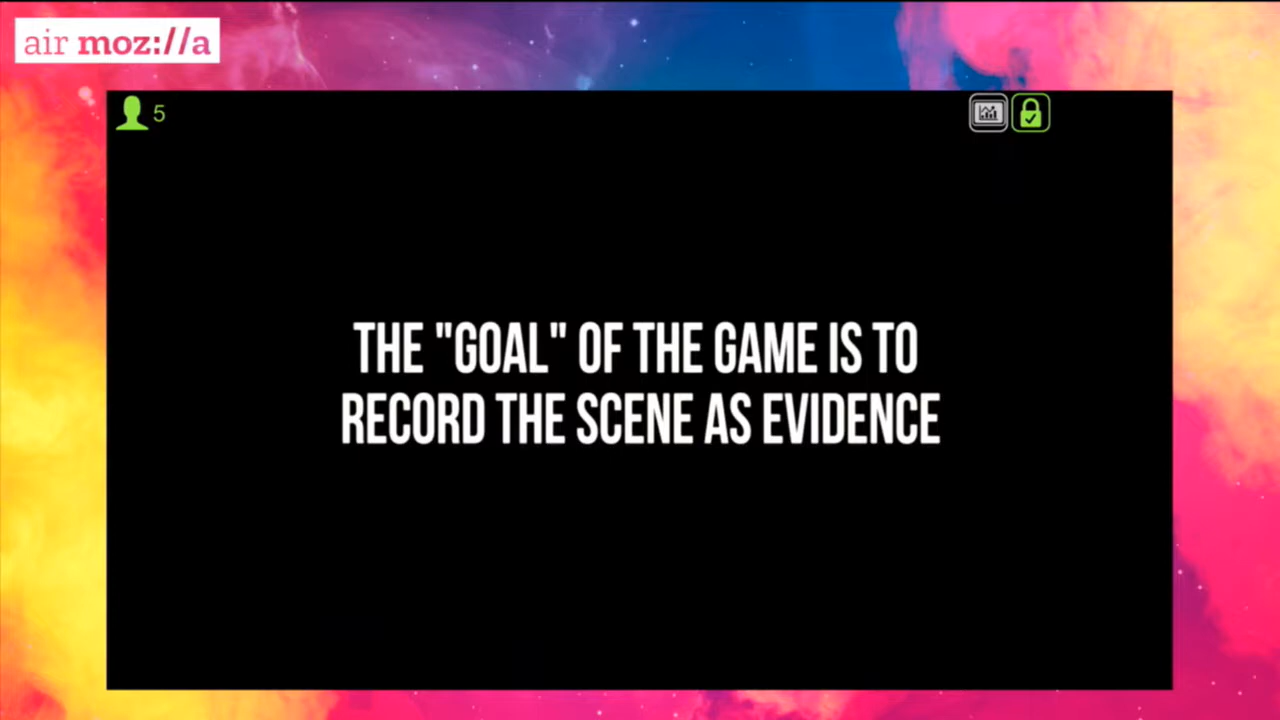 air moz://a
5
THE "GOAL" OF THE GAME IS TO
RECORD THE SCENE AS EVIDENCE